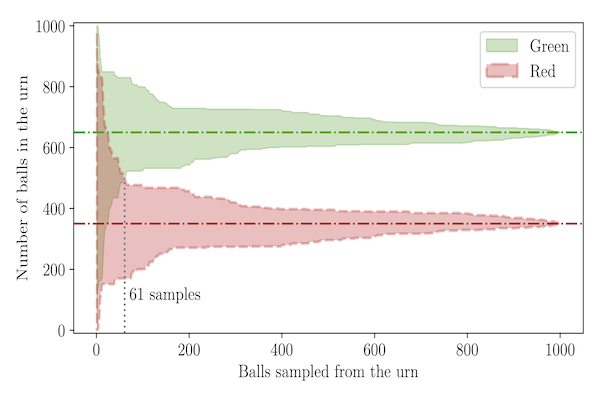 1000
800
600
400
200
0
Number of balls in the urn
Green
Red
61 samples
0 200 400 600 800 1000
Balls sampled from the urn